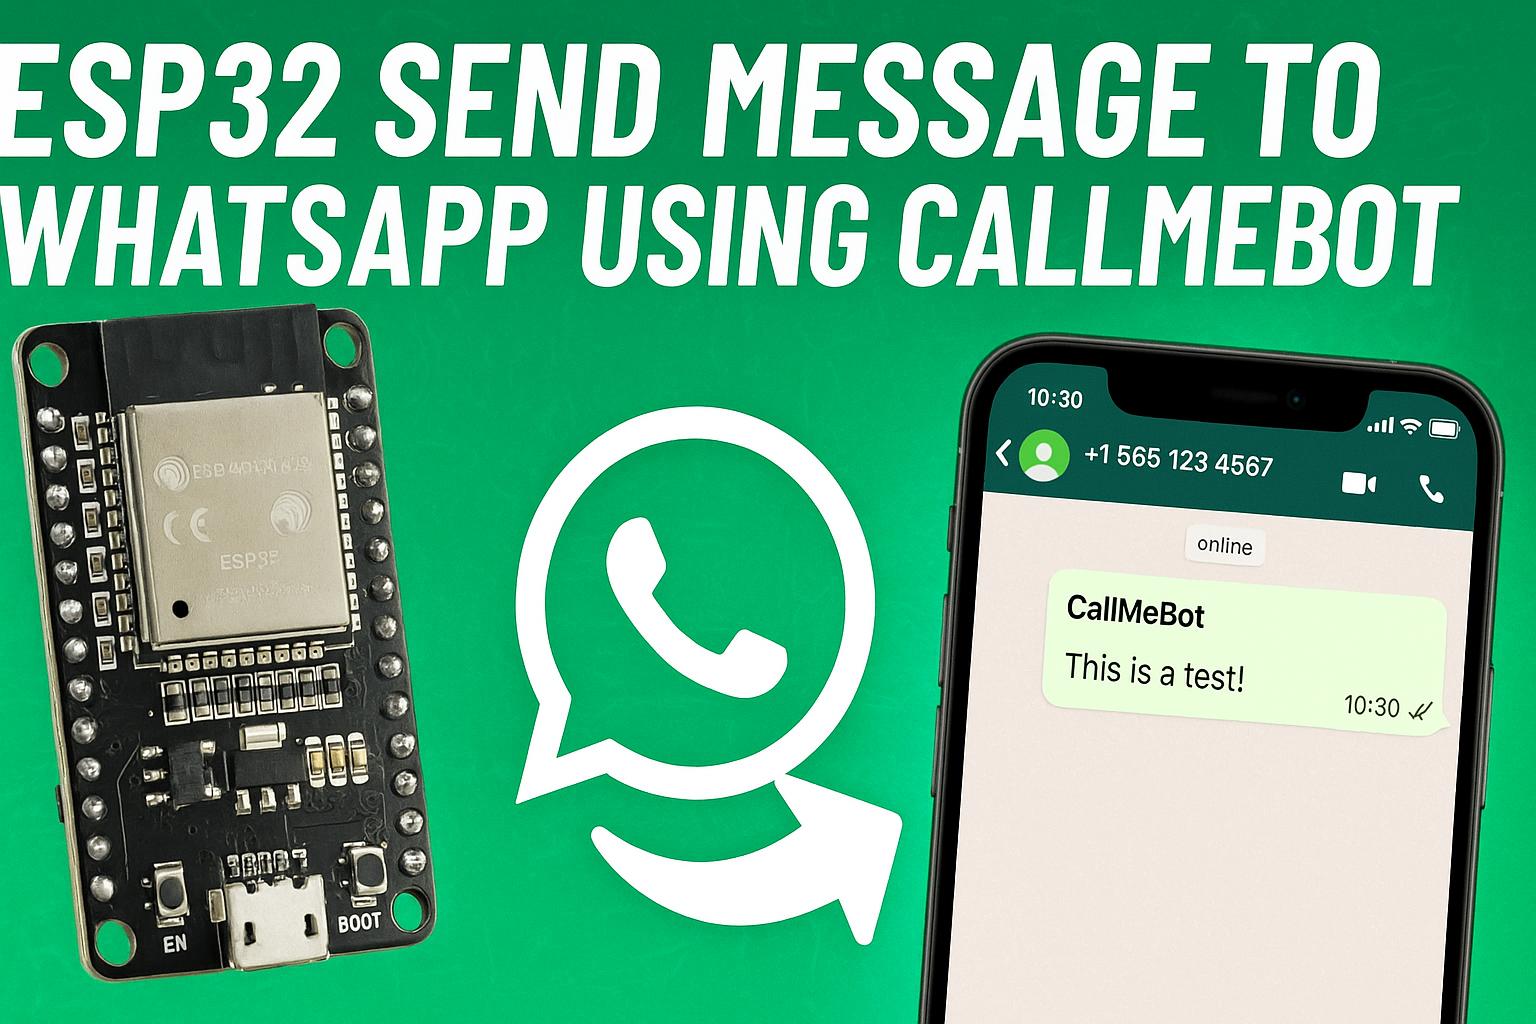 ESP32 SEND MESSAGE TO
WHATSAPP USING CALLMEBOT
10:30
+1 565 123 4567
online
CallMeBot
This is a test!
10:30
CE
EN
BOOT